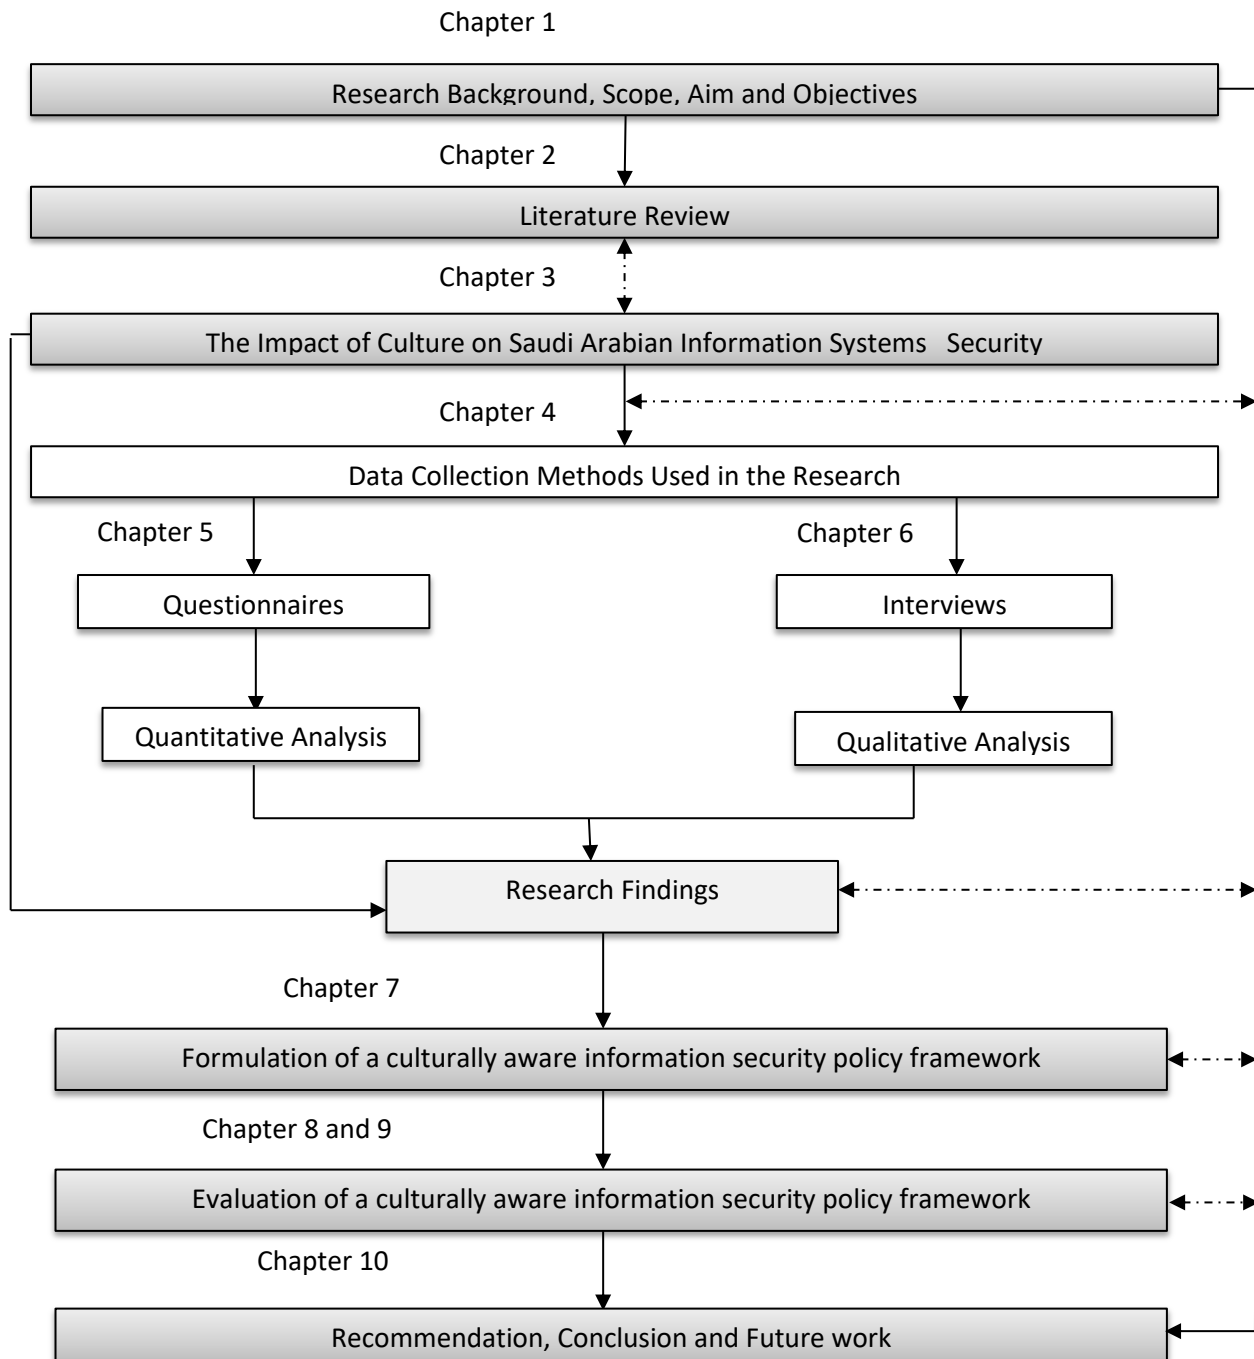 Chapter 1
Research Background, Scope, Aim and Objectives
Chapter 2
Literature Review
Chapter 3
The Impact of Culture on Saudi Arabian Information Systems Security
Chapter 4
Data Collection Methods Used in the Research
Chapter 5
Chapter 6
Questionnaires
Interviews
Quantitative Analysis
Qualitative Analysis
Research Findings
Chapter 7
Formulation of a culturally aware information security policy framework
Chapter 8 and 9
Evaluation of a culturally aware information security policy framework
Chapter 10
Recommendation, Conclusion and Future work